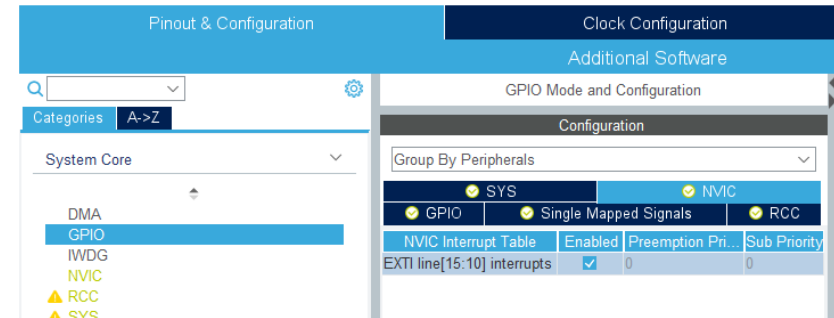 Pinout & Configuration
Clock Configuration
Additional Software
GPIO Mode and Configuration
Categories
A->Z
Configuration
System Core
Group By Peripherals
SYS
NVIC
GPIO
Single Mapped Signals
RCC
DMA
GPIO
IWDG
NVIC
RCC
SYS
NVIC Interrupt Table Enabled Preemption Pri... Sub Priority
EXTI line[15:10] interrupts 0 0